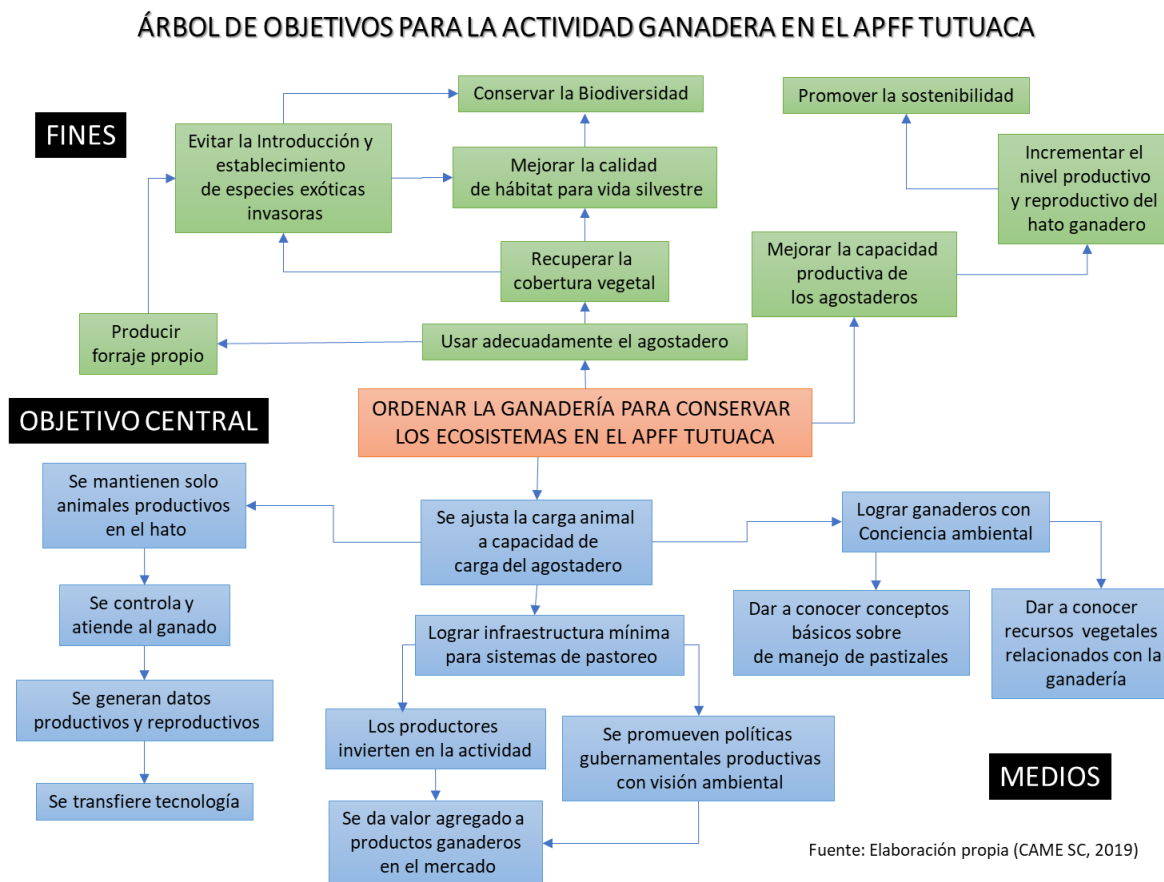 ÁRBOL DE OBJETIVOS PARA LA ACTIVIDAD GANADERA EN EL APFF TUTUACA
FINES
Conservar la Biodiversidad
Promover la sostenibilidad
Evitar la Introducción y
establecimiento
de especies exóticas
invasoras
Mejorar la calidad
de hábitat para vida silvestre
Incrementar el
nivel productivo
y reproductivo del
hato ganadero
Recuperar la
cobertura vegetal
Mejorar la capacidad
productiva de
los agostaderos
Producir
forraje propio
Usar adecuadamente el agostadero
OBJETIVO CENTRAL
ORDENAR LA GANADERÍA PARA CONSERVAR
LOS ECOSISTEMAS EN EL APFF TUTUACA
Se mantienen solo
animales productivos
en el hato
Se ajusta la carga animal
a capacidad de
carga del agostadero
Lograr ganaderos con
Conciencia ambiental
Se controla y
atiende al ganado
Lograr infraestructura mínima
para sistemas de pastoreo
Dar a conocer conceptos
básicos sobre
de manejo de pastizales
Dar a conocer
recursos vegetales
relacionados con la
ganadería
Se generan datos
productivos y reproductivos
Los productores
invierten en la actividad
Se promueven políticas
gubernamentales productivas
con visión ambiental
MEDIOS
Se transfiere tecnología
Se da valor agregado a
productos ganaderos
en el mercado
Fuente: Elaboración propia (CAME SC, 2019)